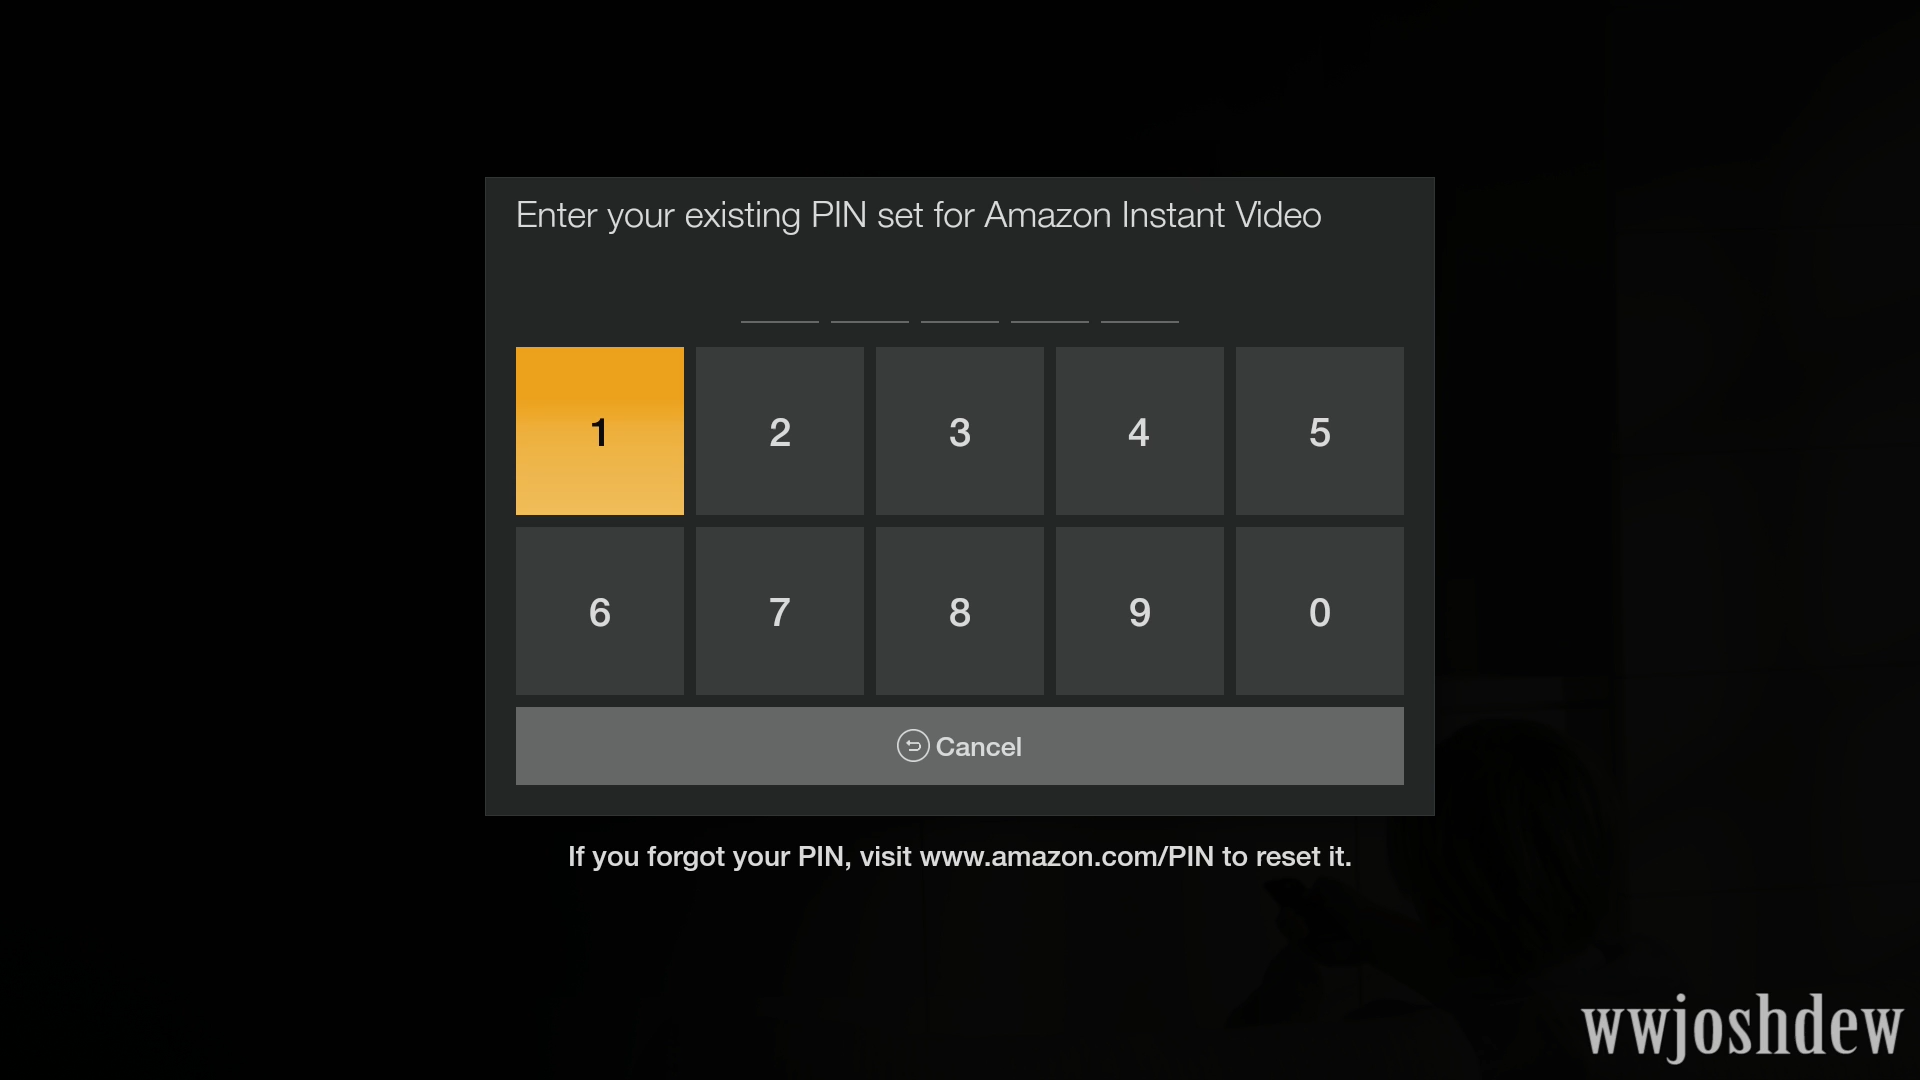 Enter your existing PIN set for Amazon Instant Video
1 2 3 4 5
6 7 8 9 0
Cancel
If you forgot your PIN, visit www.amazon.com/PIN to reset it.
wwjoshdew